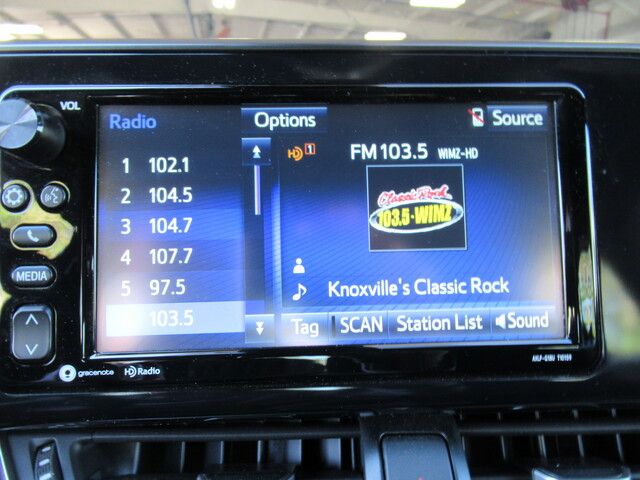 VOL
Radio
Options
Source
1 102.1
2 104.5
3 104.7
4 107.7
5 97.5
103.5
HD 1
FM 103.5 WIMZ-HD
Classic Rock
103.5-WIMZ
Knoxville's Classic Rock
Tag
SCAN
Station List
Sound
MEDIA
gracenote
HD Radio